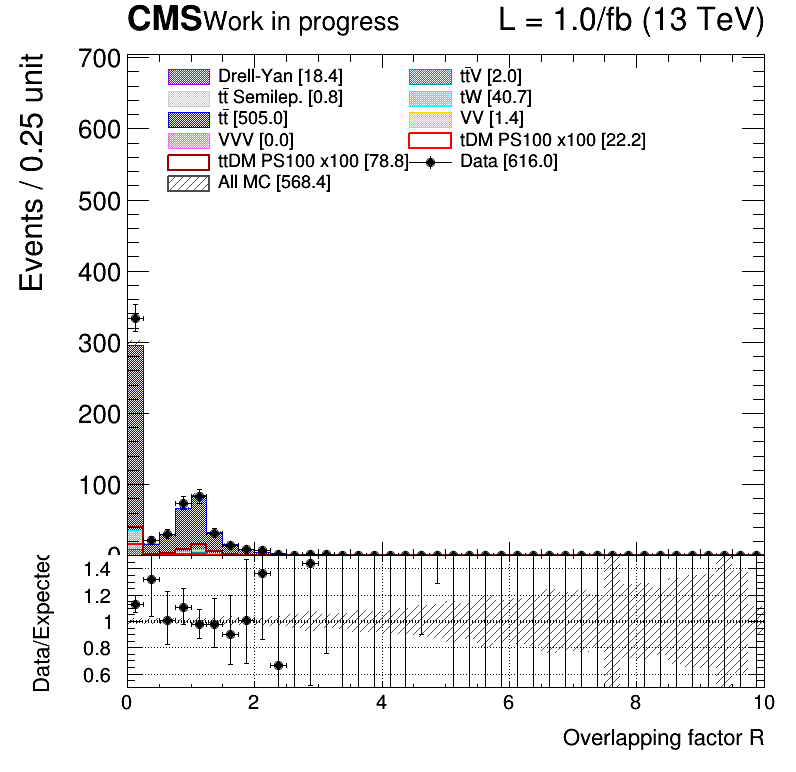 CMS Work in progress L = 1.0/fb (13 TeV)
Events / 0.25 unit
700
600
500
400
300
200
100
0
Drell-Yan [18.4]
tt̄V [2.0]
tt̄ Semilep. [0.8]
tW [40.7]
tt̄ [505.0]
VV [1.4]
VVV [0.0]
tDM PS100 x100 [22.2]
ttDM PS100 x100 [78.8]
Data [616.0]
All MC [568.4]
Data/Expected
1.4
1.2
1
0.8
0.6
0 2 4 6 8 10
Overlapping factor R